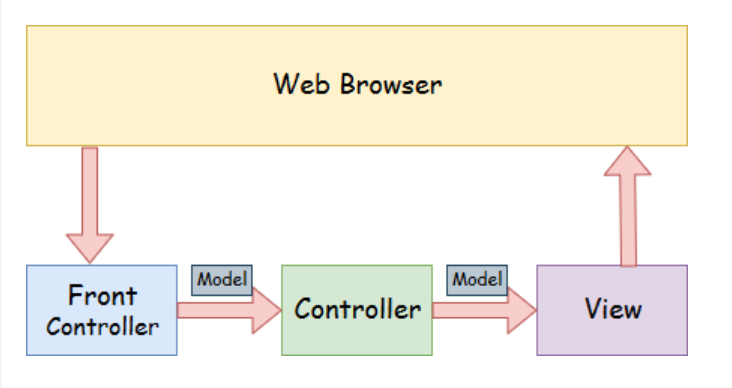 Web Browser
Model
Model
Front
Controller
Controller
View